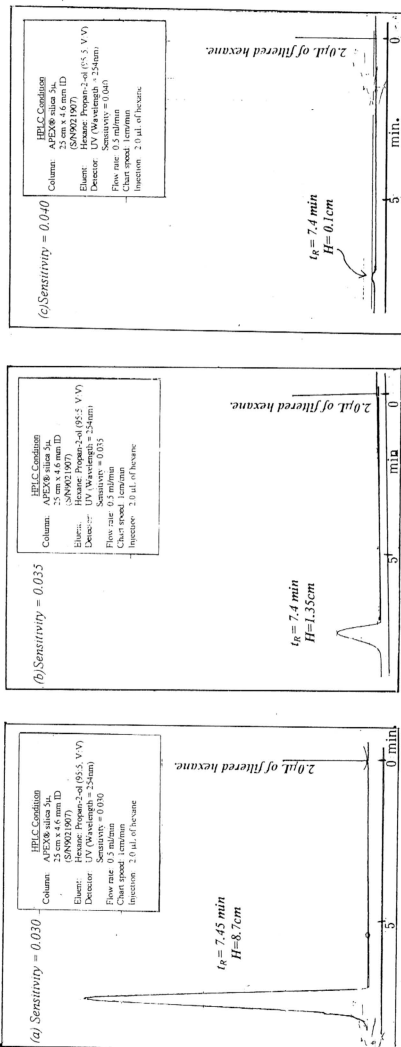 (a) Sensitivity = 0.030
HPLC Condition
Column: APEX® silica 5μ,
25 cm x 4.6 mm ID
(S/N9021907)
Eluent: Hexane: Propan-2-ol (95:5, V:V)
Detector: UV (Wavelength = 254nm)
Sensitivity = 0.030
Flow rate: 0.5 ml/min
Chart speed: 1cm/min
Injection: 2.0 μl. of hexane
tR = 7.45 min
H=8.7cm
2.0μL of filtered hexane.
5
0 min.
(b)Sensitivity = 0.035
HPLC Condition
Column: APEX® silica 5μ,
25 cm x 4.6 mm ID
(S/N9021907)
Eluent: Hexane: Propan-2-ol (95:5, V:V)
Detector: UV (Wavelength = 254nm)
Sensitivity = 0.035
Flow rate: 0.5 ml/min
Chart speed: 1cm/min
Injection: 2.0 μl. of hexane
tR = 7.4 min
H=1.35cm
2.0μL of filtered hexane.
5
0
min
(c)Sensitivity = 0.040
HPLC Condition
Column: APEX® silica 5μ,
25 cm x 4.6 mm ID
(S/N9021907)
Eluent: Hexane: Propan-2-ol (95:5, V:V)
Detector: UV (Wavelength = 254nm)
Sensitivity = 0.040
Flow rate: 0.5 ml/min
Chart speed: 1cm/min
Injection: 2.0 μl. of hexane
tR = 7.4 min
H= 0.1cm
2.0μL of filtered hexane.
5
0
min.